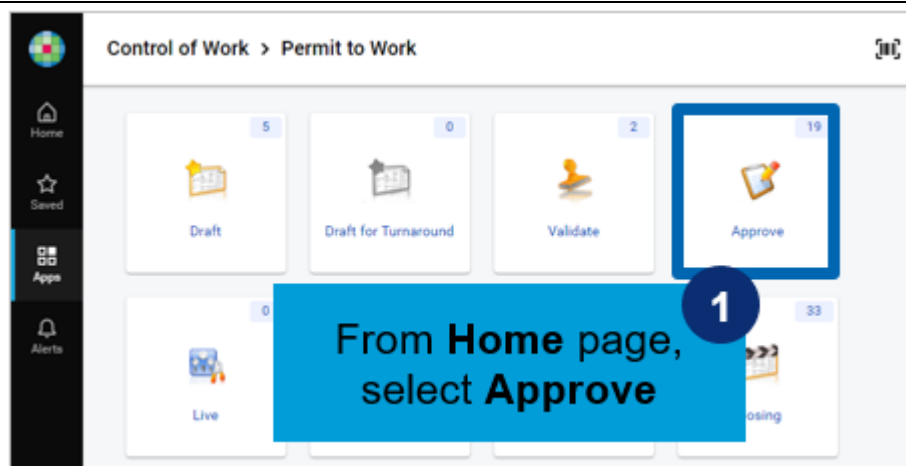 Control of Work > Permit to Work
Home
Saved
Apps
Alerts
5
Draft
0
Draft for Turnaround
2
Validate
19
Approve
0
Live
33
osing
1
From Home page,
select Approve